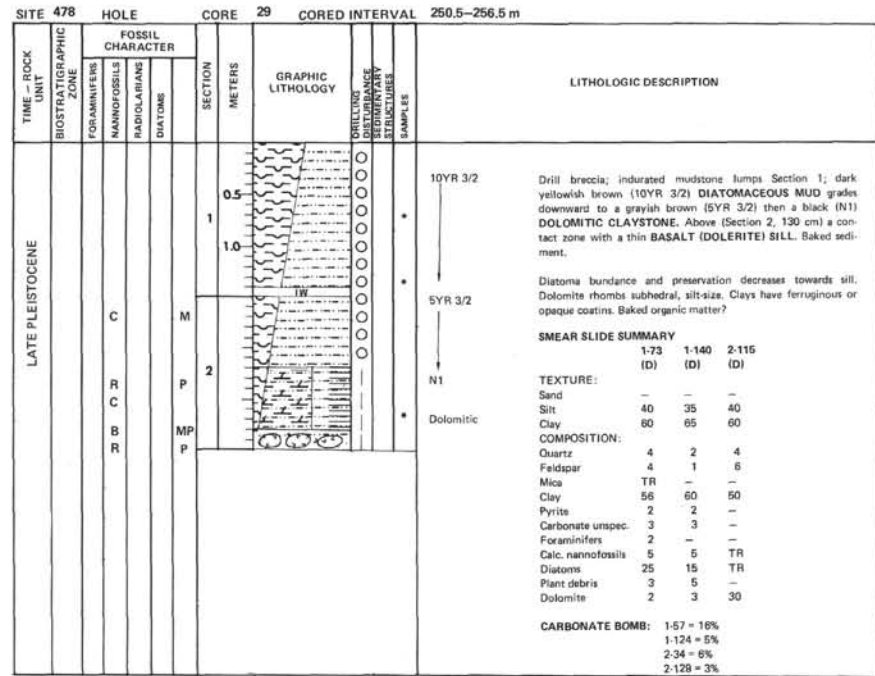 SITE 478 HOLE CORE 29 CORED INTERVAL 250.5–256.5 m
TIME – ROCK UNIT
BIOSTRATIGRAPHIC ZONE
FOSSIL CHARACTER
FORAMINIFERS
NANNOFOSSILS
RADIOLARIANS
DIATOMS
SECTION
METERS
GRAPHIC LITHOLOGY
DRILLING DISTURBANCE
SEDIMENTARY STRUCTURES
SAMPLES
LITHOLOGIC DESCRIPTION
LATE PLEISTOCENE
C M
R P
C
B MP
R P
1
0.5
1.0
2
IW
*
*
*
10YR 3/2
5YR 3/2
N1
Dolomitic
Drill breccia; indurated mudstone lumps Section 1; dark
yellowish brown (10YR 3/2) DIATOMACEOUS MUD grades
downward to a grayish brown (5YR 3/2) then a black (N1)
DOLOMITIC CLAYSTONE. Above (Section 2, 130 cm) a con-
tact zone with a thin BASALT (DOLERITE) SILL. Baked sedi-
ment.
Diatoma bundance and preservation decreases towards sill.
Dolomite rhombs subhedral, silt-size. Clays have ferruginous or
opaque coatins. Baked organic matter?
SMEAR SLIDE SUMMARY
1-73 1-140 2-115
(D) (D) (D)
TEXTURE:
Sand – – –
Silt 40 35 40
Clay 60 65 60
COMPOSITION:
Quartz 4 2 4
Feldspar 4 1 6
Mica TR – –
Clay 56 60 50
Pyrite 2 2 –
Carbonate unspec. 3 3 –
Foraminifers 2 – –
Calc. nannofossils 5 5 TR
Diatoms 25 15 TR
Plant debris 3 5 –
Dolomite 2 3 30
CARBONATE BOMB: 1-57 = 16%
1-124 = 5%
2-34 = 6%
2-128 = 3%